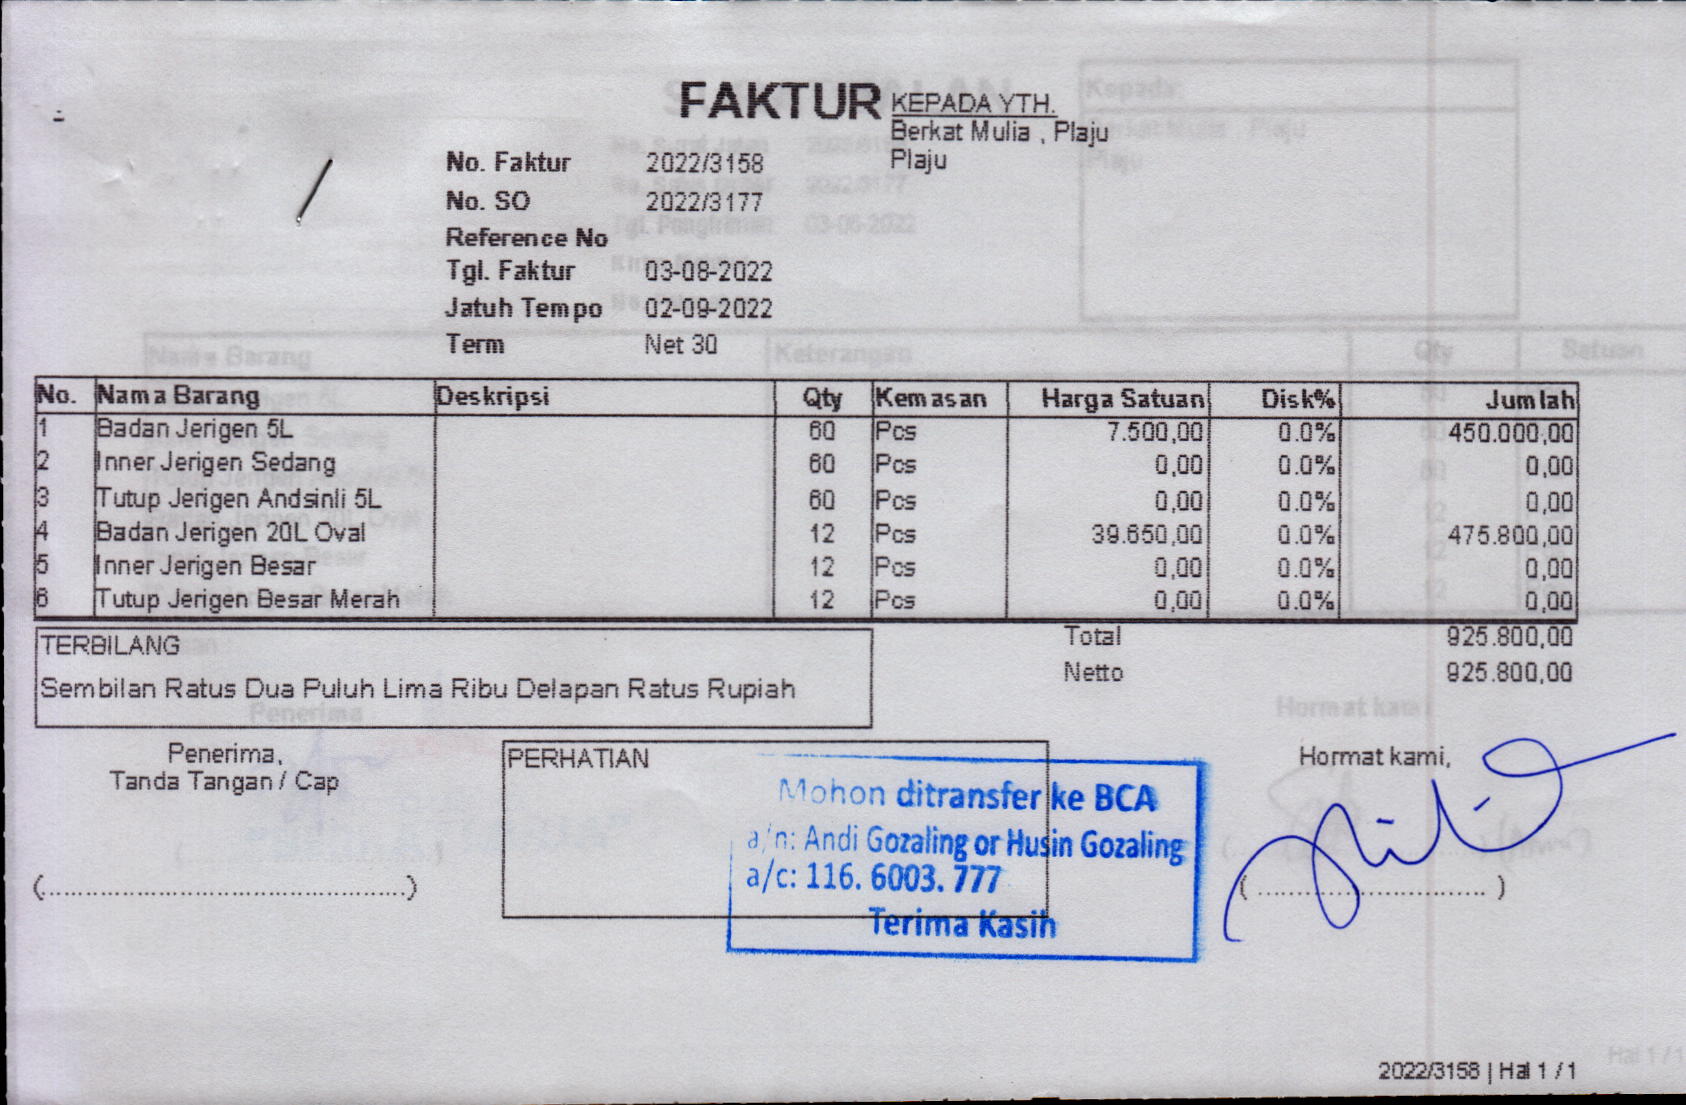 FAKTUR
KEPADA YTH.
Berkat Mulia , Plaju
Plaju
No. Faktur 2022/3158
No. SO 2022/3177
Reference No
Tgl. Faktur 03-08-2022
Jatuh Tempo 02-09-2022
Term Net 30
No. Nama Barang Deskripsi Qty Kemasan Harga Satuan Disk% Jumlah
1 Badan Jerigen 5L 60 Pcs 7.500,00 0.0% 450.000,00
2 Inner Jerigen Sedang 60 Pcs 0,00 0.0% 0,00
3 Tutup Jerigen Andsinli 5L 60 Pcs 0,00 0.0% 0,00
4 Badan Jerigen 20L Oval 12 Pcs 39.650,00 0.0% 475.800,00
5 Inner Jerigen Besar 12 Pcs 0,00 0.0% 0,00
6 Tutup Jerigen Besar Merah 12 Pcs 0,00 0.0% 0,00
Total 925.800,00
Netto 925.800,00
TERBILANG
Sembilan Ratus Dua Puluh Lima Ribu Delapan Ratus Rupiah
Penerima,
Tanda Tangan / Cap
(..............................................)
PERHATIAN
Mohon ditransfer ke BCA
a/n: Andi Gozaling or Husin Gozaling
a/c: 116. 6003. 777
Terima Kasih
Hormat kami,
( ............................. )
2022/3158 | Hal 1 / 1